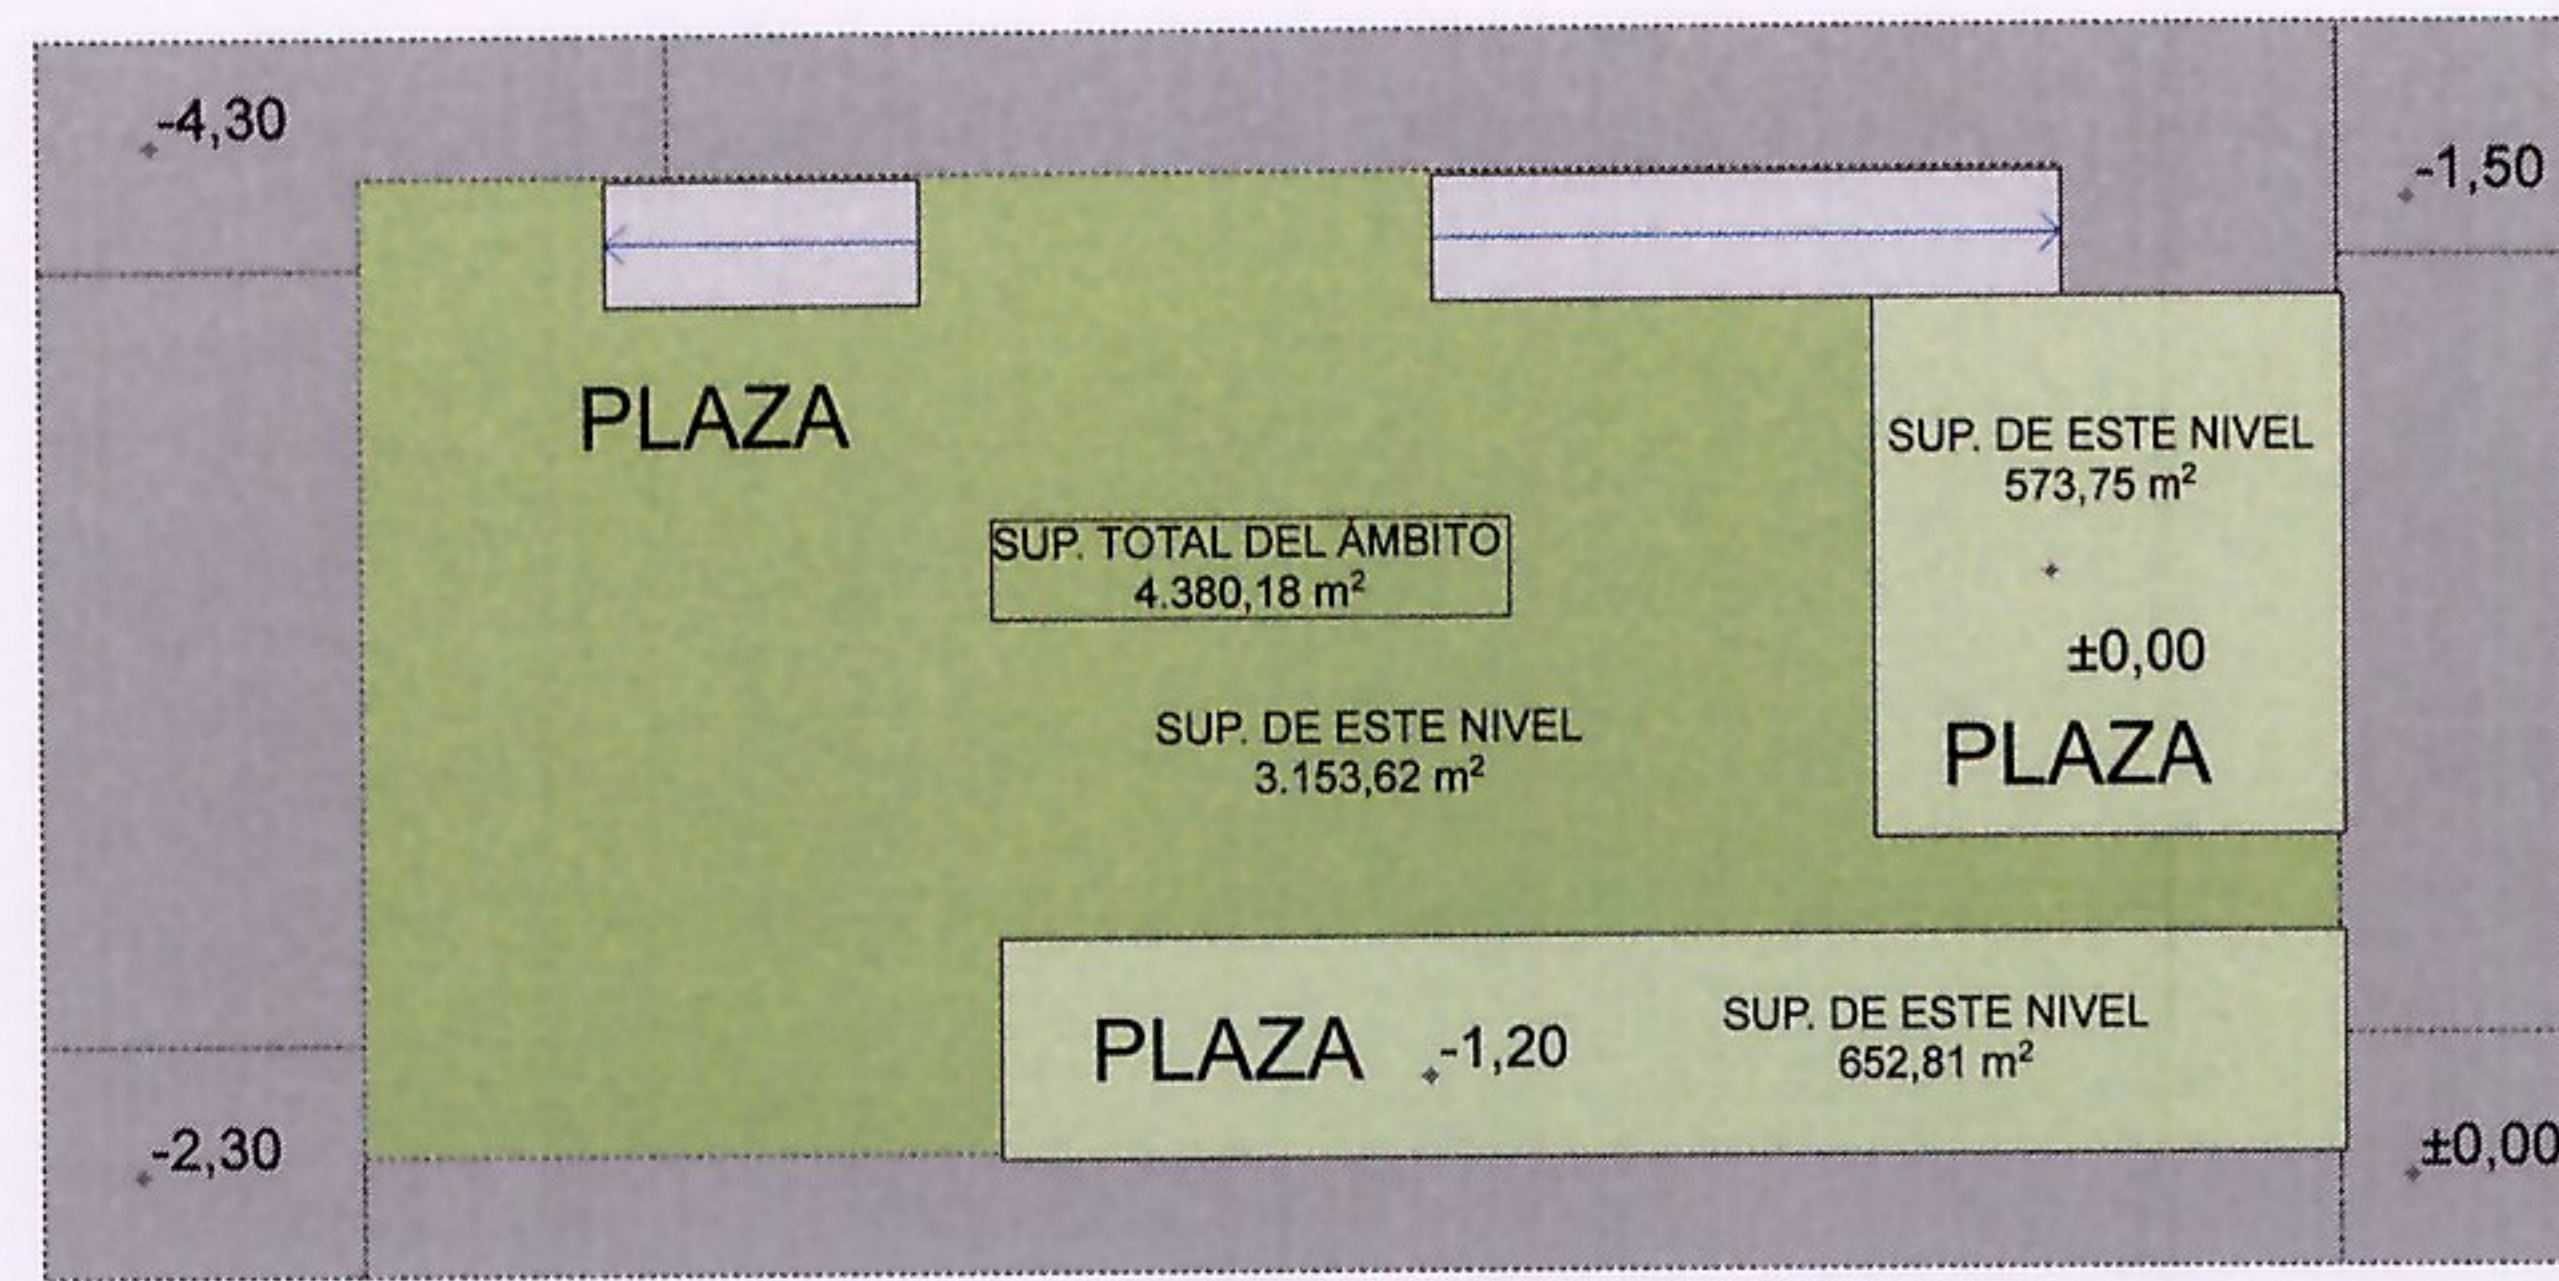 -4,30
-1,50
PLAZA
SUP. DE ESTE NIVEL
573,75 m²
SUP. TOTAL DEL ÁMBITO
4.380,18 m²
±0,00
SUP. DE ESTE NIVEL
3.153,62 m²
PLAZA
PLAZA
-1,20
SUP. DE ESTE NIVEL
652,81 m²
-2,30
±0,00